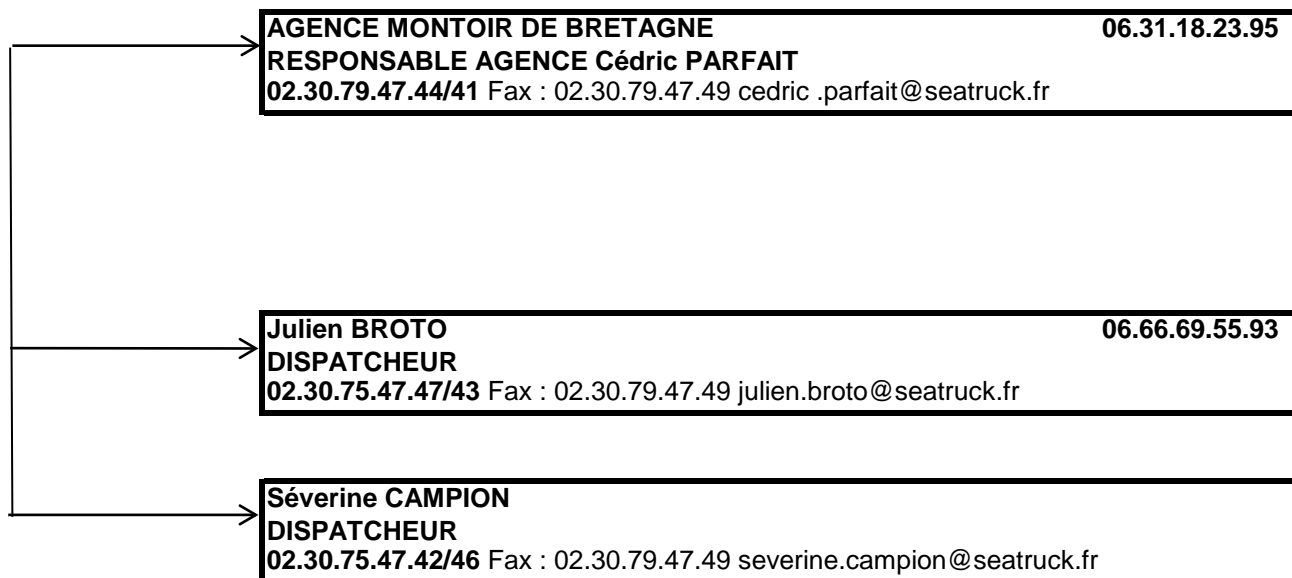 AGENCE MONTOIR DE BRETAGNE 06.31.18.23.95
RESPONSABLE AGENCE Cédric PARFAIT
02.30.79.47.44/41 Fax : 02.30.79.47.49 cedric .parfait@seatruck.fr
Julien BROTO 06.66.69.55.93
DISPATCHEUR
02.30.75.47.47/43 Fax : 02.30.79.47.49 julien.broto@seatruck.fr
Séverine CAMPION
DISPATCHEUR
02.30.75.47.42/46 Fax : 02.30.79.47.49 severine.campion@seatruck.fr